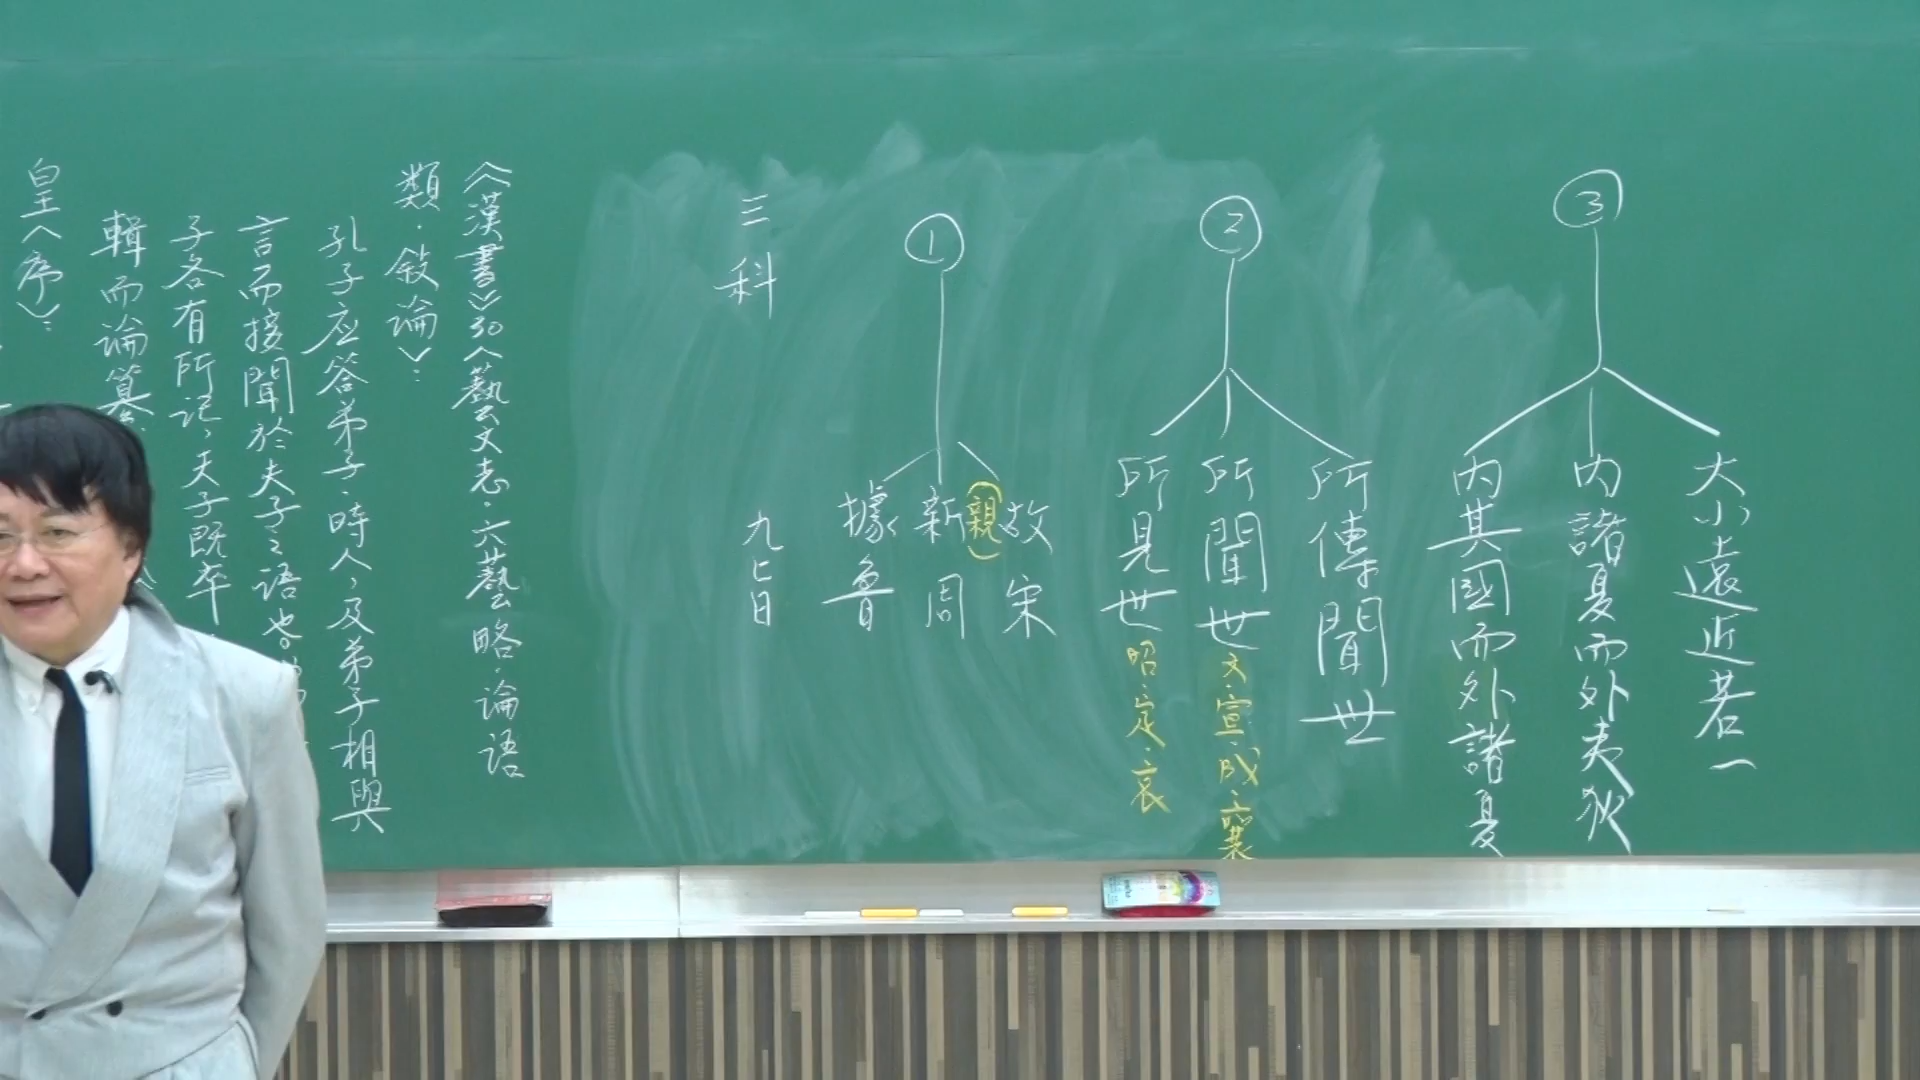 ③
大小遠近若一
內諸夏而外夷狄
內其國而外諸夏
②
所傳聞世
所聞世文.宣.成.襄
所見世昭.定.哀
①
故宋
新(親)周
據魯
三科
九旨
《漢書》30〈藝文志.六藝略.論語
類.敍論〉:
孔子应答弟子.時人,及弟子相與
言而接聞於夫子之語也。當
子各有所记,夫子既卒
輯而論篹
皇〈序〉: